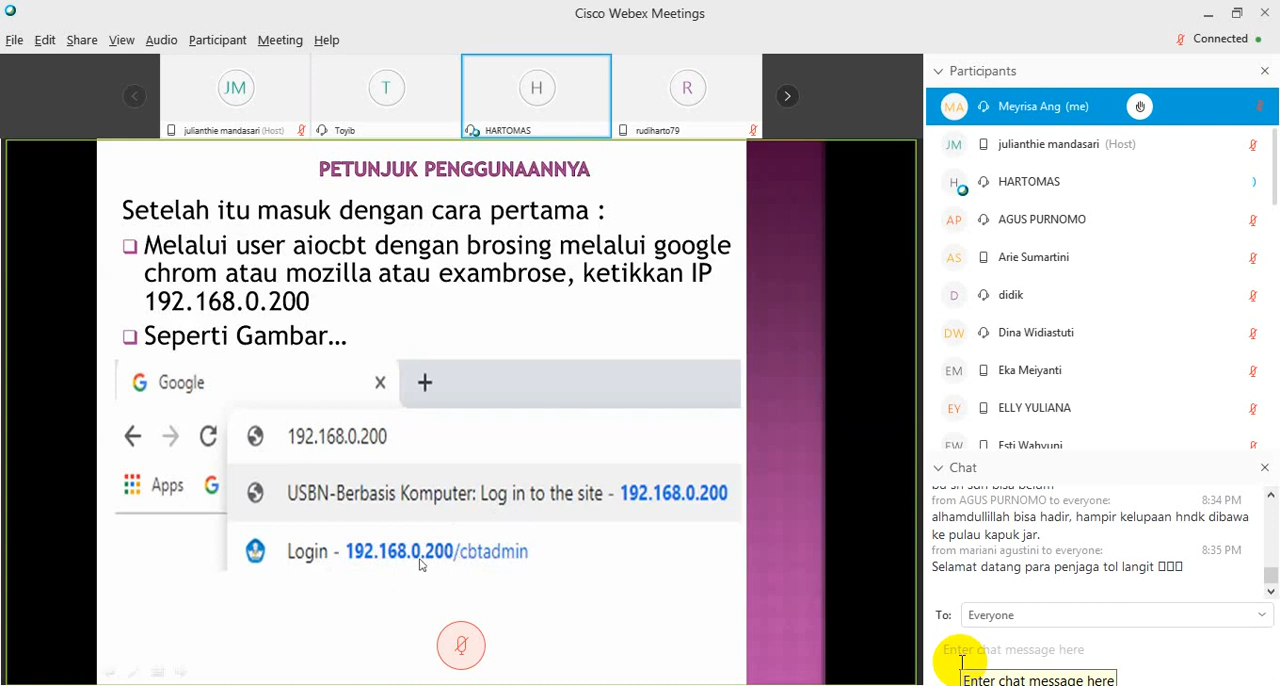 Cisco Webex Meetings
File Edit Share View Audio Participant Meeting Help
Connected
JM
T
H
R
julianthie mandasari (Host)
Toyib
HARTOMAS
rudiharto79
PETUNJUK PENGGUNAANNYA
Setelah itu masuk dengan cara pertama :
Melalui user aiocbt dengan brosing melalui google
chrom atau mozilla atau exambrose, ketikkan IP
192.168.0.200
Seperti Gambar...
Google
192.168.0.200
Apps
USBN-Berbasis Komputer: Log in to the site - 192.168.0.200
Login - 192.168.0.200/cbtadmin
Participants
MA Meyrisa Ang (me)
JM julianthie mandasari (Host)
H HARTOMAS
AP AGUS PURNOMO
AS Arie Sumartini
D didik
DW Dina Widiastuti
EM Eka Meiyanti
EY ELLY YULIANA
EW Esti Wahyuni
Chat
from AGUS PURNOMO to everyone: 8:34 PM
alhamdullillah bisa hadir, hampir kelupaan hndk dibawa
ke pulau kapuk jar.
from mariani agustini to everyone: 8:35 PM
Selamat datang para penjaga tol langit
To: Everyone
Enter chat message here
Enter chat message here